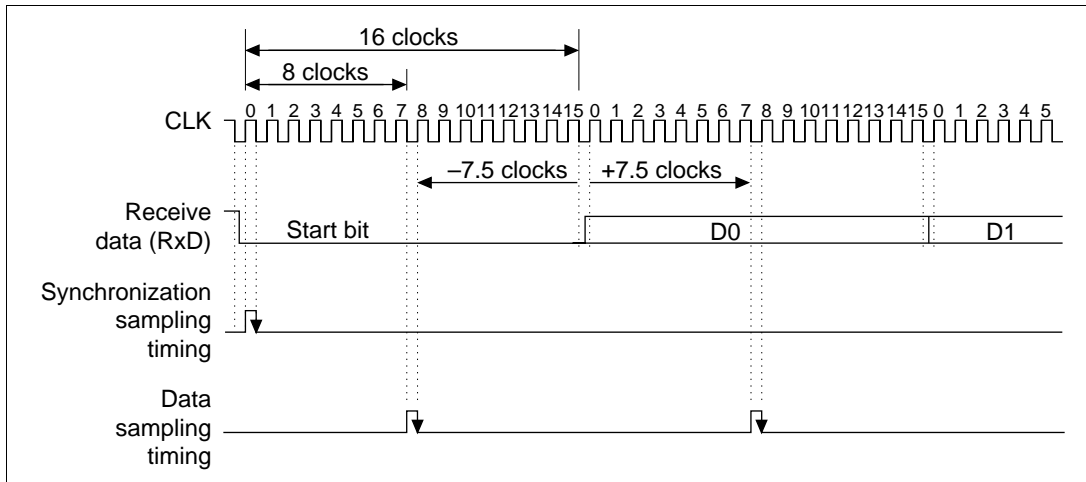 16 clocks
8 clocks
CLK
0 1 2 3 4 5 6 7 8 9 10 11 12 13 14 15 0 1 2 3 4 5 6 7 8 9 10 11 12 13 14 15 0 1 2 3 4 5
–7.5 clocks +7.5 clocks
Receive
data (RxD)
Start bit D0 D1
Synchronization
sampling
timing
Data
sampling
timing